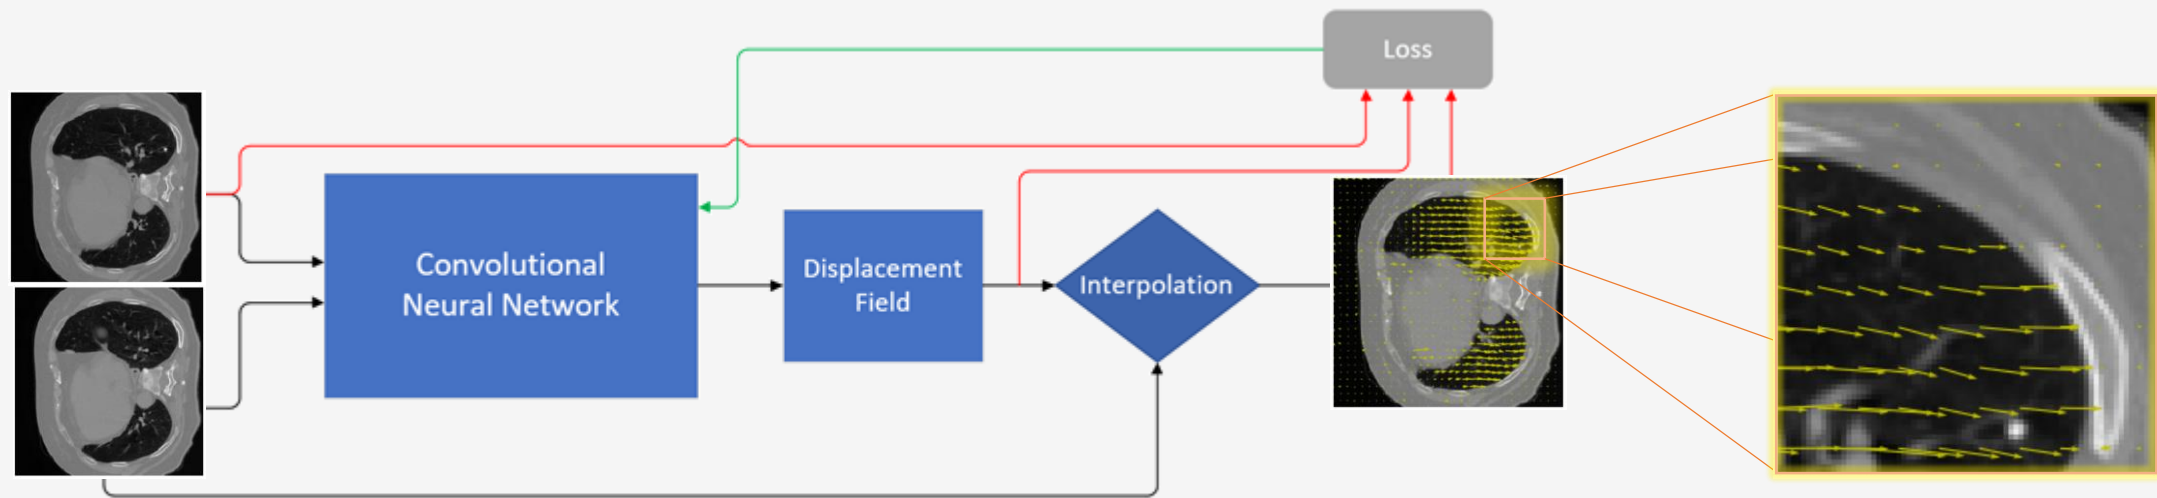 Loss
Convolutional
Neural Network
Displacement
Field
Interpolation